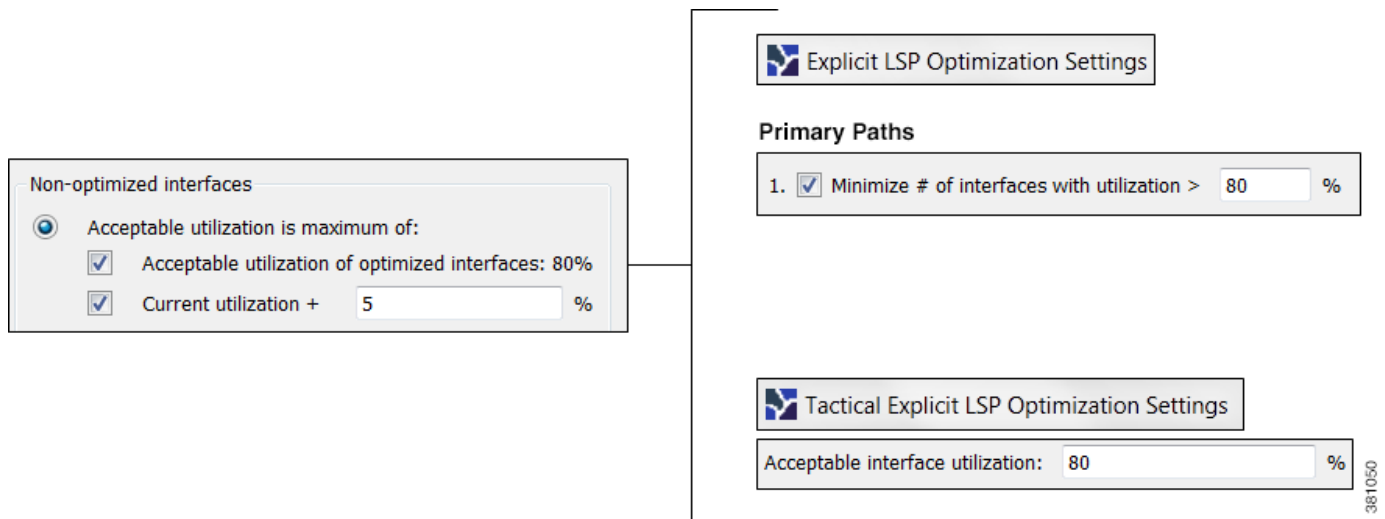 Non-optimized interfaces
Acceptable utilization is maximum of:
Acceptable utilization of optimized interfaces: 80%
Current utilization + 5 %
Explicit LSP Optimization Settings
Primary Paths
1. Minimize # of interfaces with utilization > 80 %
Tactical Explicit LSP Optimization Settings
Acceptable interface utilization: 80 %
381050